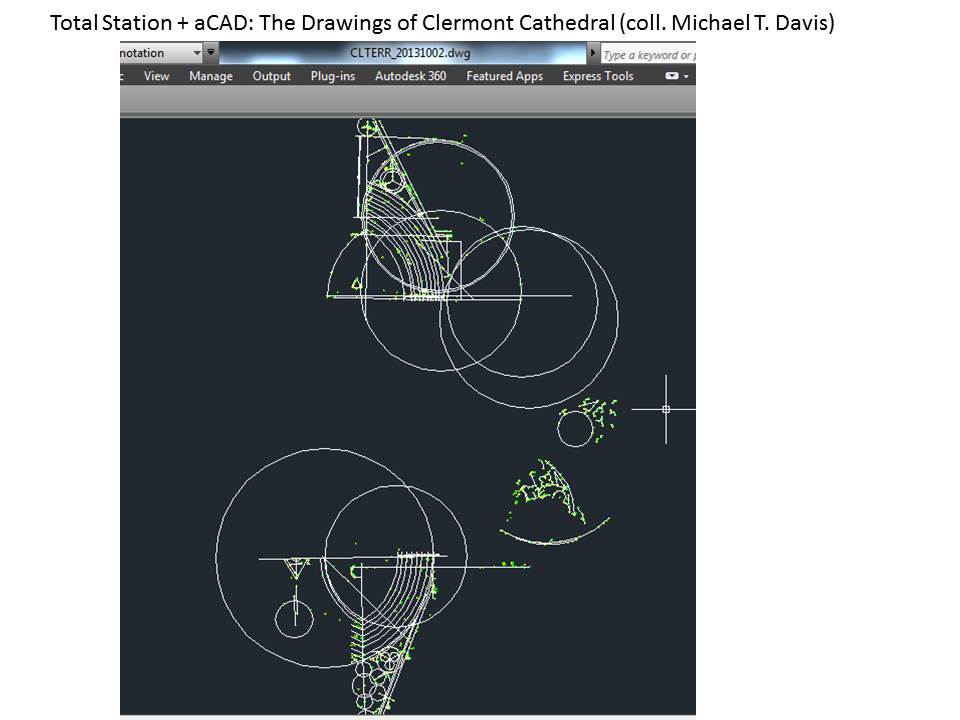 Total Station + aCAD: The Drawings of Clermont Cathedral (coll. Michael T. Davis)
notation CLTERR_20131002.dwg Type a keyword or
View Manage Output Plug-ins Autodesk 360 Featured Apps Express Tools